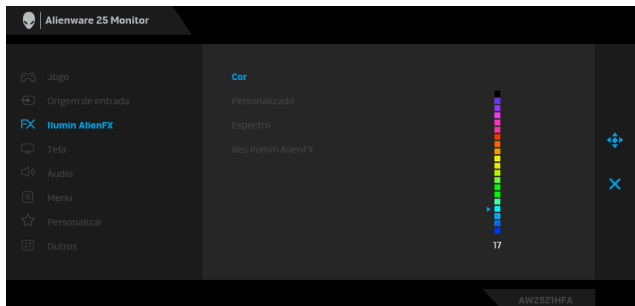 Alienware 25 Monitor
Jogo
Origem de entrada
FX Ilumin AlienFX
Tela
Áudio
Menu
Personalizar
Outros
Cor
Personalizado
Espectro
Res Ilumin AlienFX
17
AW2521HFA